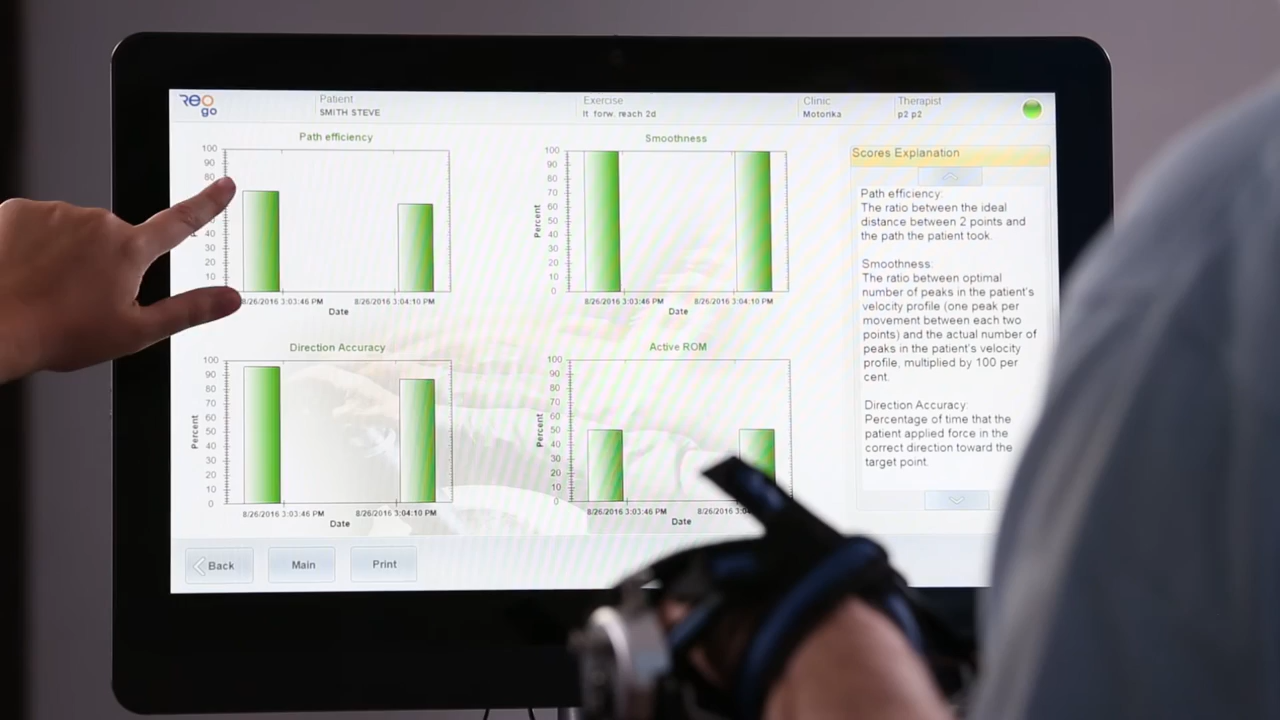 REO go
Patient
SMITH STEVE
Exercise
lt forw. reach 2d
Clinic
Motorika
Therapist
p2 p2
Path efficiency
100
90
80
40
30
20
10
8/26/2016 3:03:46 PM
8/26/2016 3:04:10 PM
Date
Smoothness
Percent
100
90
80
70
60
50
40
30
20
10
0
8/26/2016 3:03:46 PM
8/26/2016 3:04:10 PM
Date
Direction Accuracy
Percent
100
90
80
70
60
50
40
30
20
10
0
8/26/2016 3:03:46 PM
8/26/2016 3:04:10 PM
Date
Active ROM
Percent
100
90
80
70
60
50
40
30
20
10
0
8/26/2016 3:03:46 PM
8/26/2016 3:04
Date
Scores Explanation
Path efficiency:
The ratio between the ideal
distance between 2 points and
the path the patient took.
Smoothness:
The ratio between optimal
number of peaks in the patient's
velocity profile (one peak per
movement between each two
points) and the actual number of
peaks in the patient's velocity
profile, multiplied by 100 per
cent.
Direction Accuracy:
Percentage of time that the
patient applied force in the
correct direction toward the
target point.
Back
Main
Print